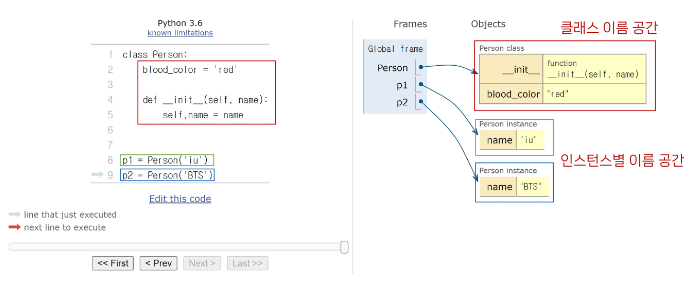 Python 3.6
known limitations
1 class Person:
2 blood_color = 'red'
3
4 def __init__(self, name):
5 self.name = name
6
7
8 p1 = Person('iu')
9 p2 = Person('BTS')
Edit this code
line that just executed
next line to execute
<< First < Prev Next > Last >>
Frames Objects
Global frame
Person
p1
p2
클래스 이름 공간
Person class
__init__ function
__init__(self, name)
blood_color "red"
Person instance
name 'iu'
인스턴스별 이름 공간
Person instance
name "BTS"